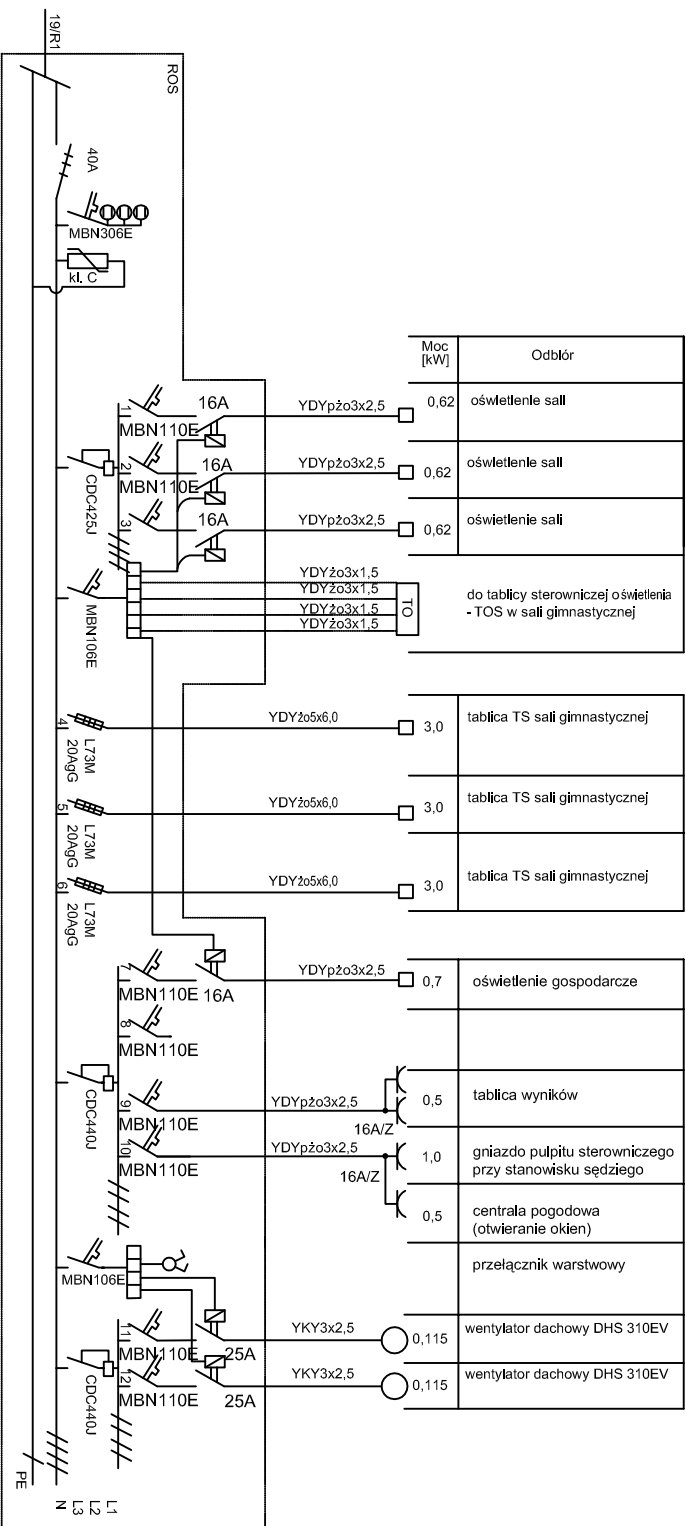 19/R1
ROS
40A
MBN306E
kl. C
Moc
[kW]
Odbiór
1
MBN110E
16A
YDYpżo3x2,5
0,62
oświetlenie sali
2
MBN110E
16A
YDYpżo3x2,5
0,62
oświetlenie sali
CDC425J
3
16A
YDYpżo3x2,5
0,62
oświetlenie sali
MBN106E
YDYżo3x1,5
YDYżo3x1,5
YDYżo3x1,5
YDYżo3x1,5
TO
do tablicy sterowniczej oświetlenia
- TOS w sali gimnastycznej
4
L73M
20AgG
YDYżo5x6,0
3,0
tablica TS sali gimnastycznej
5
L73M
20AgG
YDYżo5x6,0
3,0
tablica TS sali gimnastycznej
6
L73M
20AgG
YDYżo5x6,0
3,0
tablica TS sali gimnastycznej
7
MBN110E
16A
YDYpżo3x2,5
0,7
oświetlenie gospodarcze
8
MBN110E
CDC440J
9
MBN110E
YDYpżo3x2,5
16A/Z
0,5
tablica wyników
10
MBN110E
YDYpżo3x2,5
16A/Z
1,0
gniazdo pulpitu sterowniczego
przy stanowisku sędziego
0,5
centrala pogodowa
(otwieranie okien)
przełącznik warstwowy
MBN106E
11
MBN110E
25A
YKY3x2,5
0,115
wentylator dachowy DHS 310EV
CDC440J
12
MBN110E
25A
YKY3x2,5
0,115
wentylator dachowy DHS 310EV
PE
N
L3
L2
L1